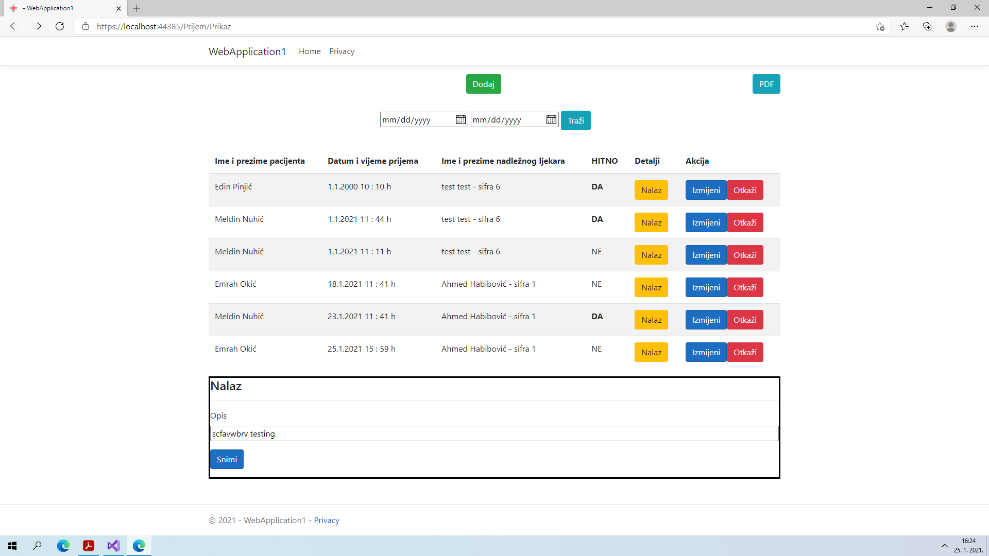 - WebApplication1
https://localhost:44385/Prijem/Prikaz
WebApplication1 Home Privacy
Dodaj PDF
mm/dd/yyyy mm/dd/yyyy Traži
Ime i prezime pacijenta Datum i vijeme prijema Ime i prezime nadležnog ljekara HITNO Detalji Akcija
Edin Pinjić 1.1.2000 10 : 10 h test test - sifra 6 DA Nalaz Izmijeni Otkaži
Meldin Nuhić 1.1.2021 11 : 44 h test test - sifra 6 DA Nalaz Izmijeni Otkaži
Meldin Nuhić 1.1.2021 11 : 11 h test test - sifra 6 NE Nalaz Izmijeni Otkaži
Emrah Okić 18.1.2021 11 : 41 h Ahmed Habibović - sifra 1 NE Nalaz Izmijeni Otkaži
Meldin Nuhić 23.1.2021 11 : 41 h Ahmed Habibović - sifra 1 DA Nalaz Izmijeni Otkaži
Emrah Okić 25.1.2021 15 : 59 h Ahmed Habibović - sifra 1 NE Nalaz Izmijeni Otkaži
Nalaz
Opis
scfavwbrv testing
Snimi
© 2021 - WebApplication1 - Privacy
16:24
25. 1. 2021.